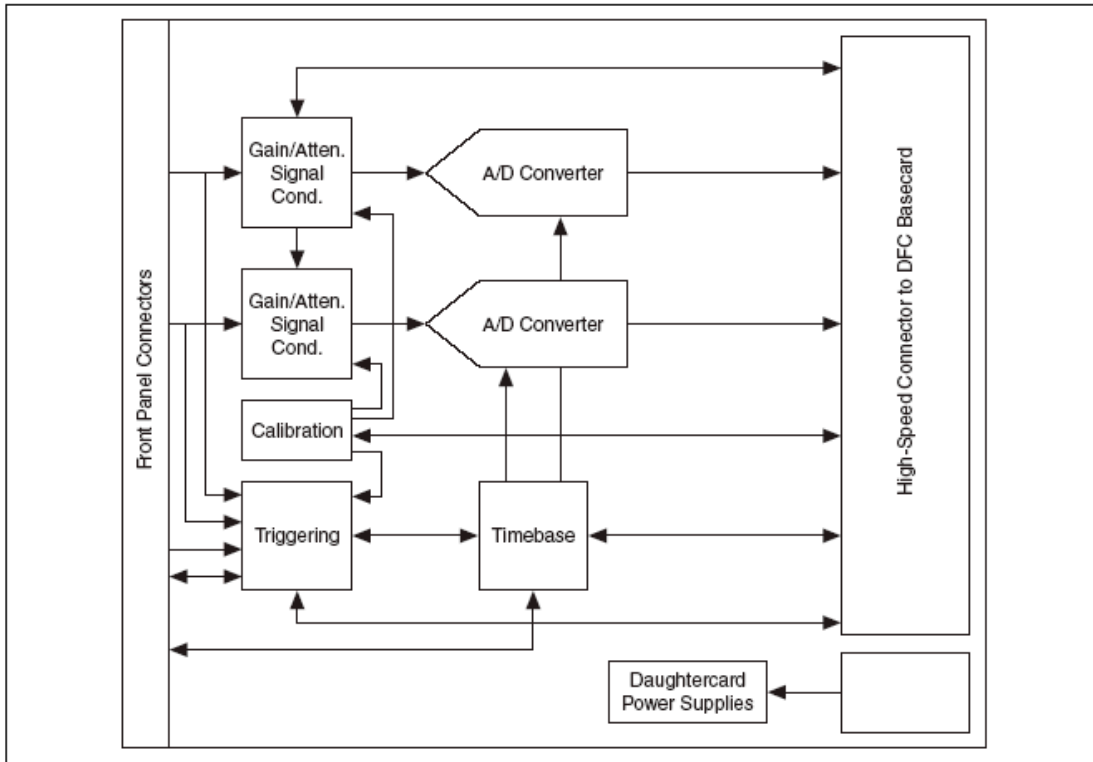 Front Panel Connectors
Gain/Atten.
Signal
Cond.
A/D Converter
Gain/Atten.
Signal
Cond.
A/D Converter
Calibration
Triggering
Timebase
High-Speed Connector to DFC Basecard
Daughtercard
Power Supplies